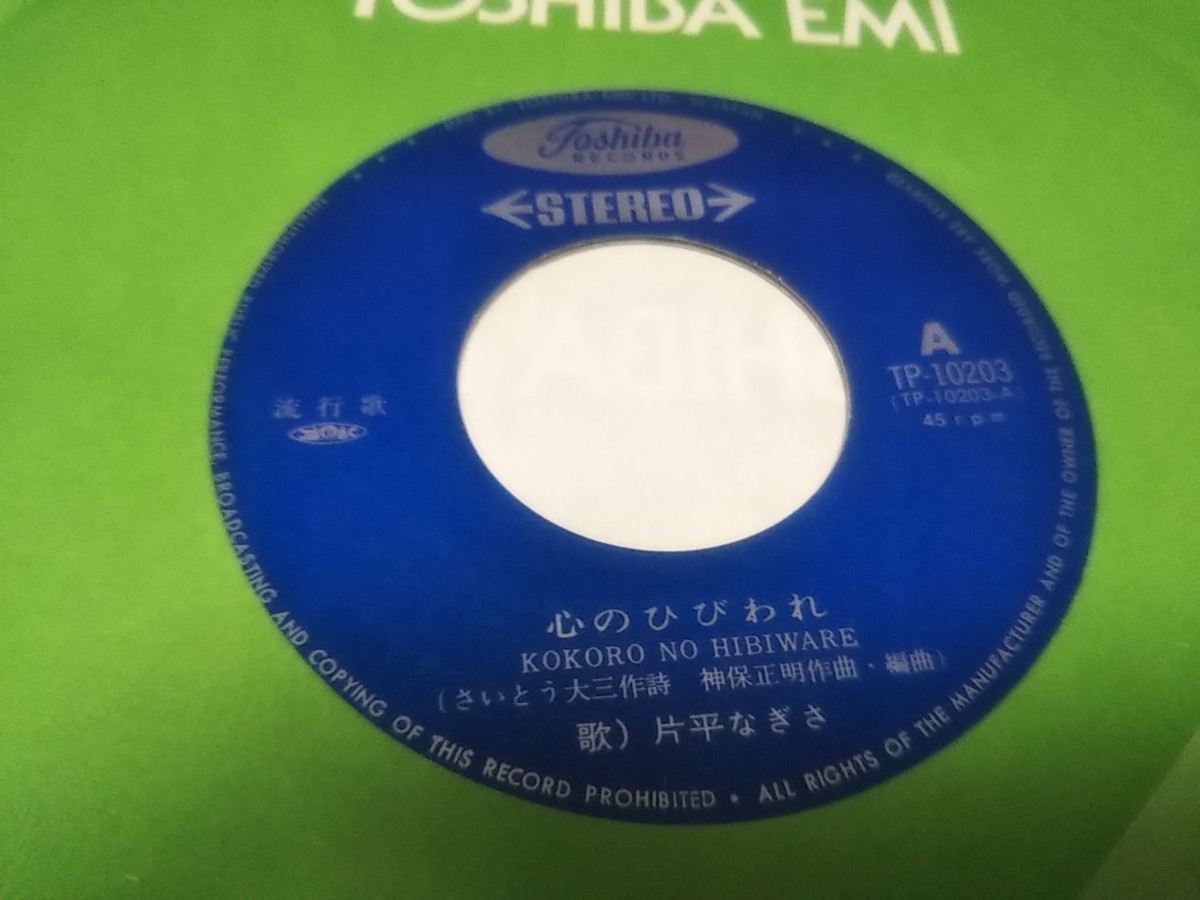 TOSHIBA EMI
Toshiba
RECORDS
STEREO
A
TP-10203
(TP-10203-A)
45 r.p.m
流行歌
心のひびわれ
KOKORO NO HIBIWARE
(さいとう大三作詩 神保正明作曲・編曲)
歌) 片平なぎさ
ALL RIGHTS OF THE MANUFACTURER AND OF THE OWNER OF THE RECORDED WORK ARE RESERVED
UNAUTHORIZED PUBLIC PERFORMANCE BROADCASTING AND COPYING OF THIS RECORD PROHIBITED